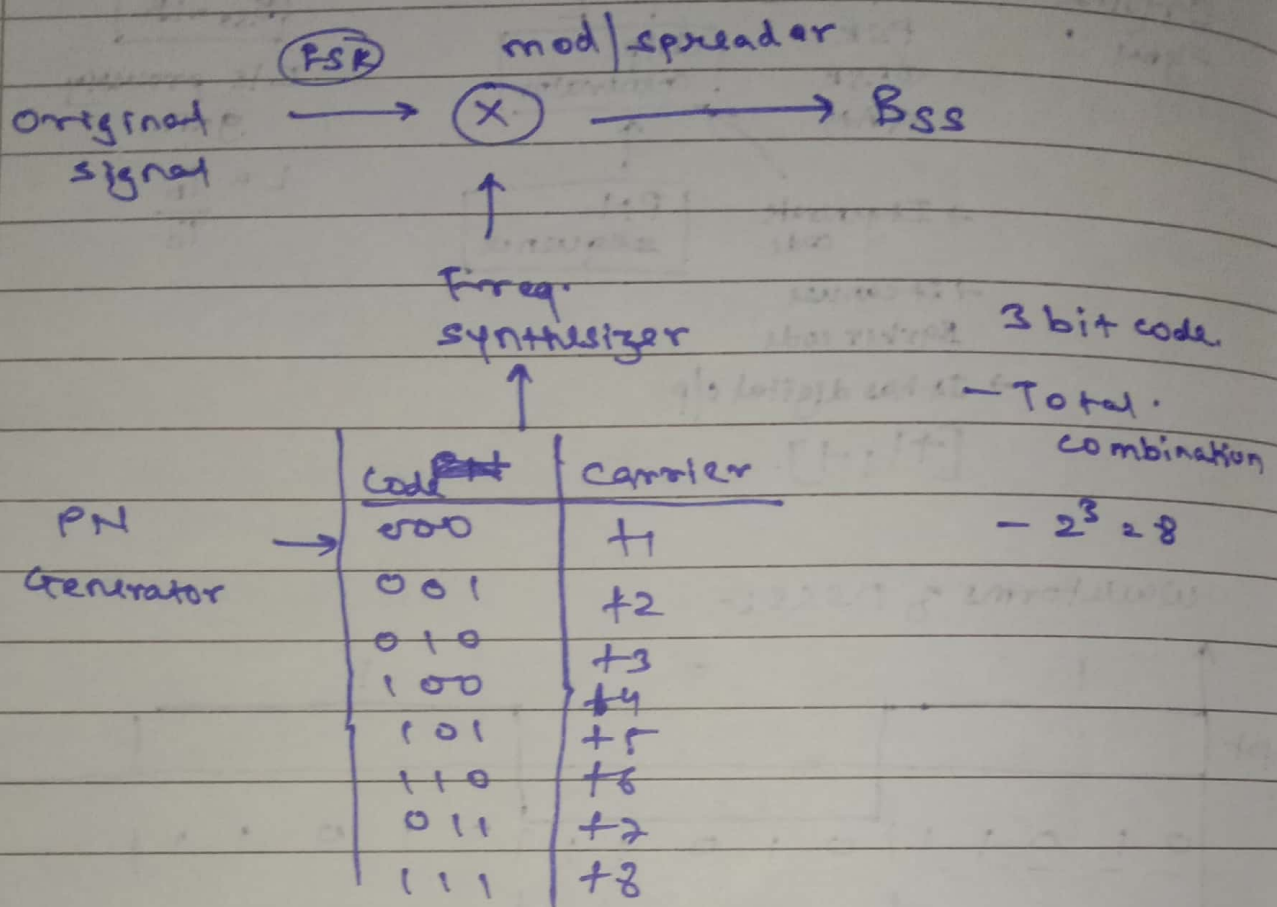 FSK mod/spreader
original → X → Bss
signal
↑
Freq.
synthesizer
3 bit code
↑
- Total
combination
Code carrier
PN → 000 f1
- 2³ = 8
Generator 001 f2
010 f3
100 f4
101 f5
110 f6
011 f7
111 f8